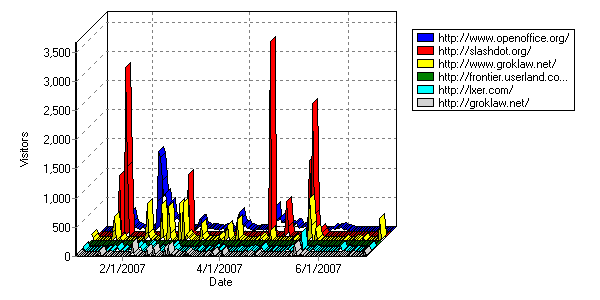 3,500
3,000
2,500
2,000
1,500
1,000
500
0
Visitors
2/1/2007
4/1/2007
6/1/2007
Date
http://www.openoffice.org/
http://slashdot.org/
http://www.groklaw.net/
http://frontier.userland.co...
http://lxer.com/
http://groklaw.net/